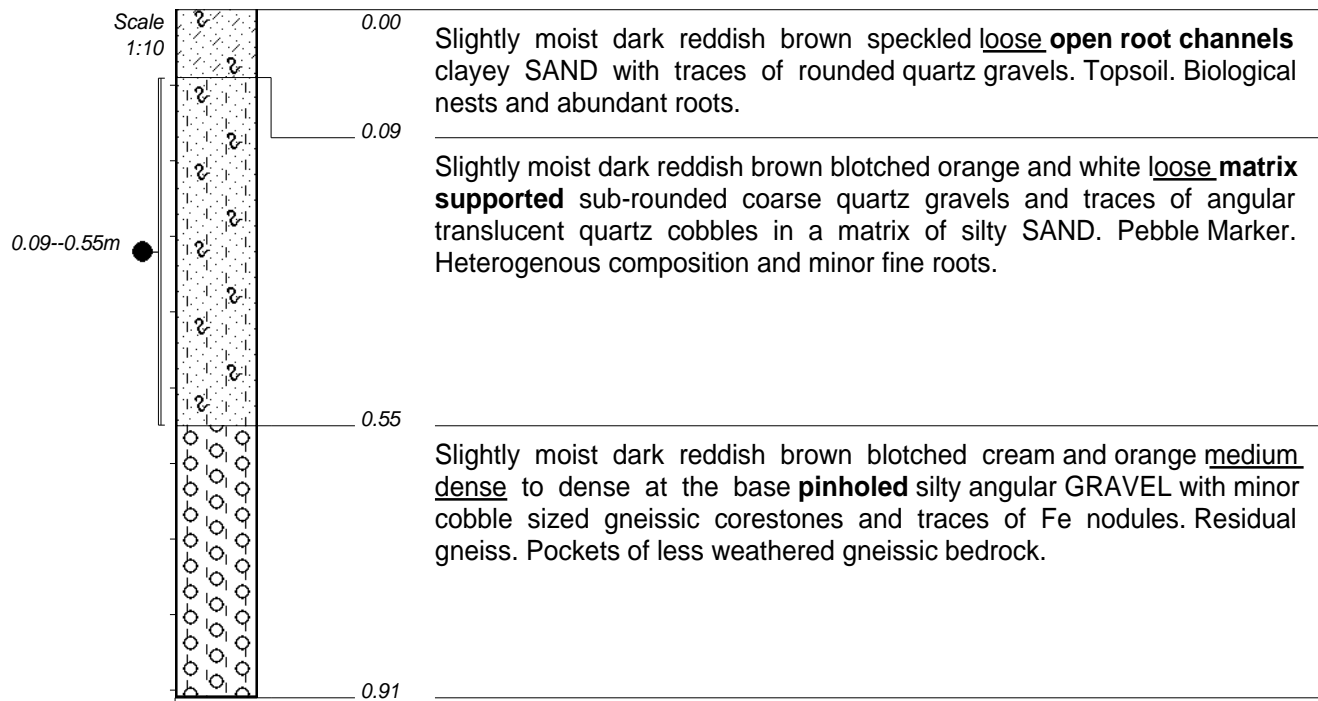 Scale
1:10
0.00
Slightly moist dark reddish brown speckled loose open root channels
clayey SAND with traces of rounded quartz gravels. Topsoil. Biological
nests and abundant roots.
0.09
Slightly moist dark reddish brown blotched orange and white loose matrix
supported sub-rounded coarse quartz gravels and traces of angular
translucent quartz cobbles in a matrix of silty SAND. Pebble Marker.
Heterogenous composition and minor fine roots.
0.09--0.55m
0.55
Slightly moist dark reddish brown blotched cream and orange medium
dense to dense at the base pinholed silty angular GRAVEL with minor
cobble sized gneissic corestones and traces of Fe nodules. Residual
gneiss. Pockets of less weathered gneissic bedrock.
0.91